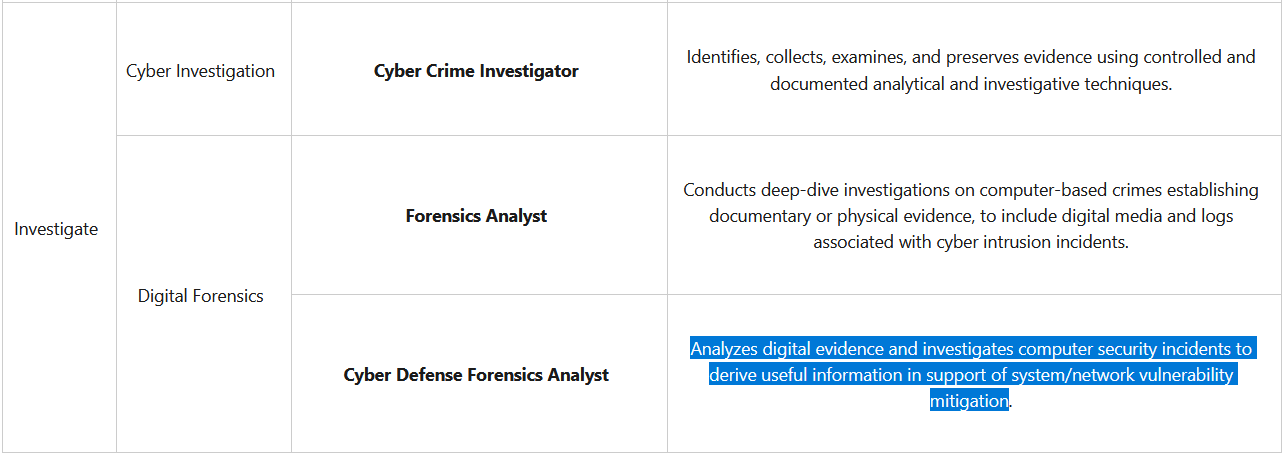 Investigate
Cyber Investigation
Cyber Crime Investigator
Identifies, collects, examines, and preserves evidence using controlled and
documented analytical and investigative techniques.
Digital Forensics
Forensics Analyst
Conducts deep-dive investigations on computer-based crimes establishing
documentary or physical evidence, to include digital media and logs
associated with cyber intrusion incidents.
Cyber Defense Forensics Analyst
Analyzes digital evidence and investigates computer security incidents to
derive useful information in support of system/network vulnerability
mitigation.